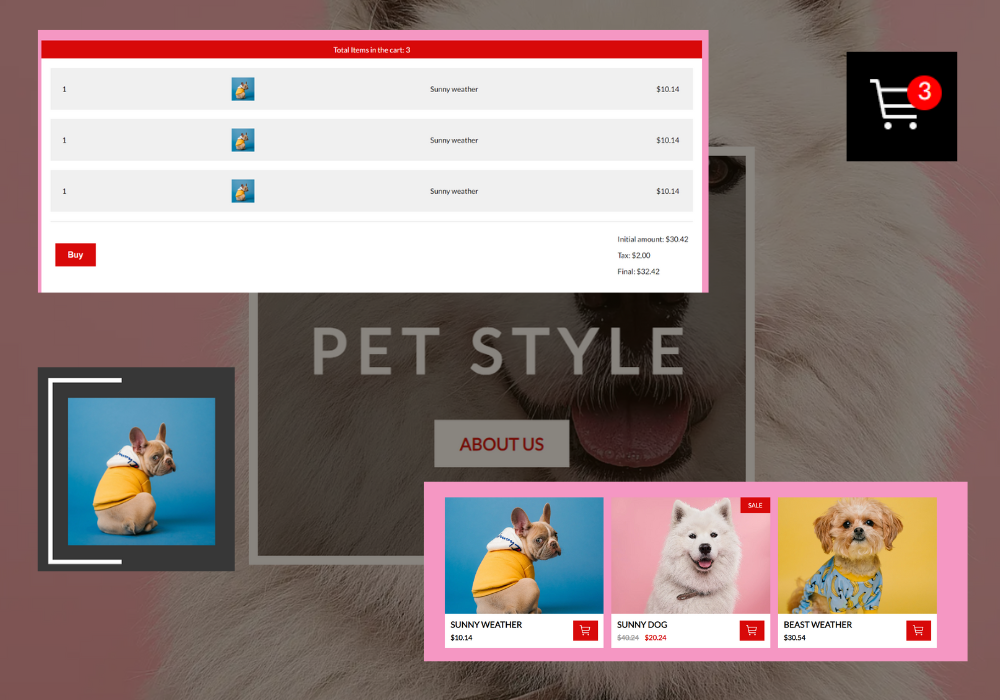 Total Items in the cart: 3
1 Sunny weather $10.14
1 Sunny weather $10.14
1 Sunny weather $10.14
Buy
Initial amount: $30.42
Tax: $2.00
Final: $32.42
3
PET STYLE
ABOUT US
SALE
SUNNY WEATHER
$10.14
SUNNY DOG
$40.24 $20.24
BEAST WEATHER
$30.54